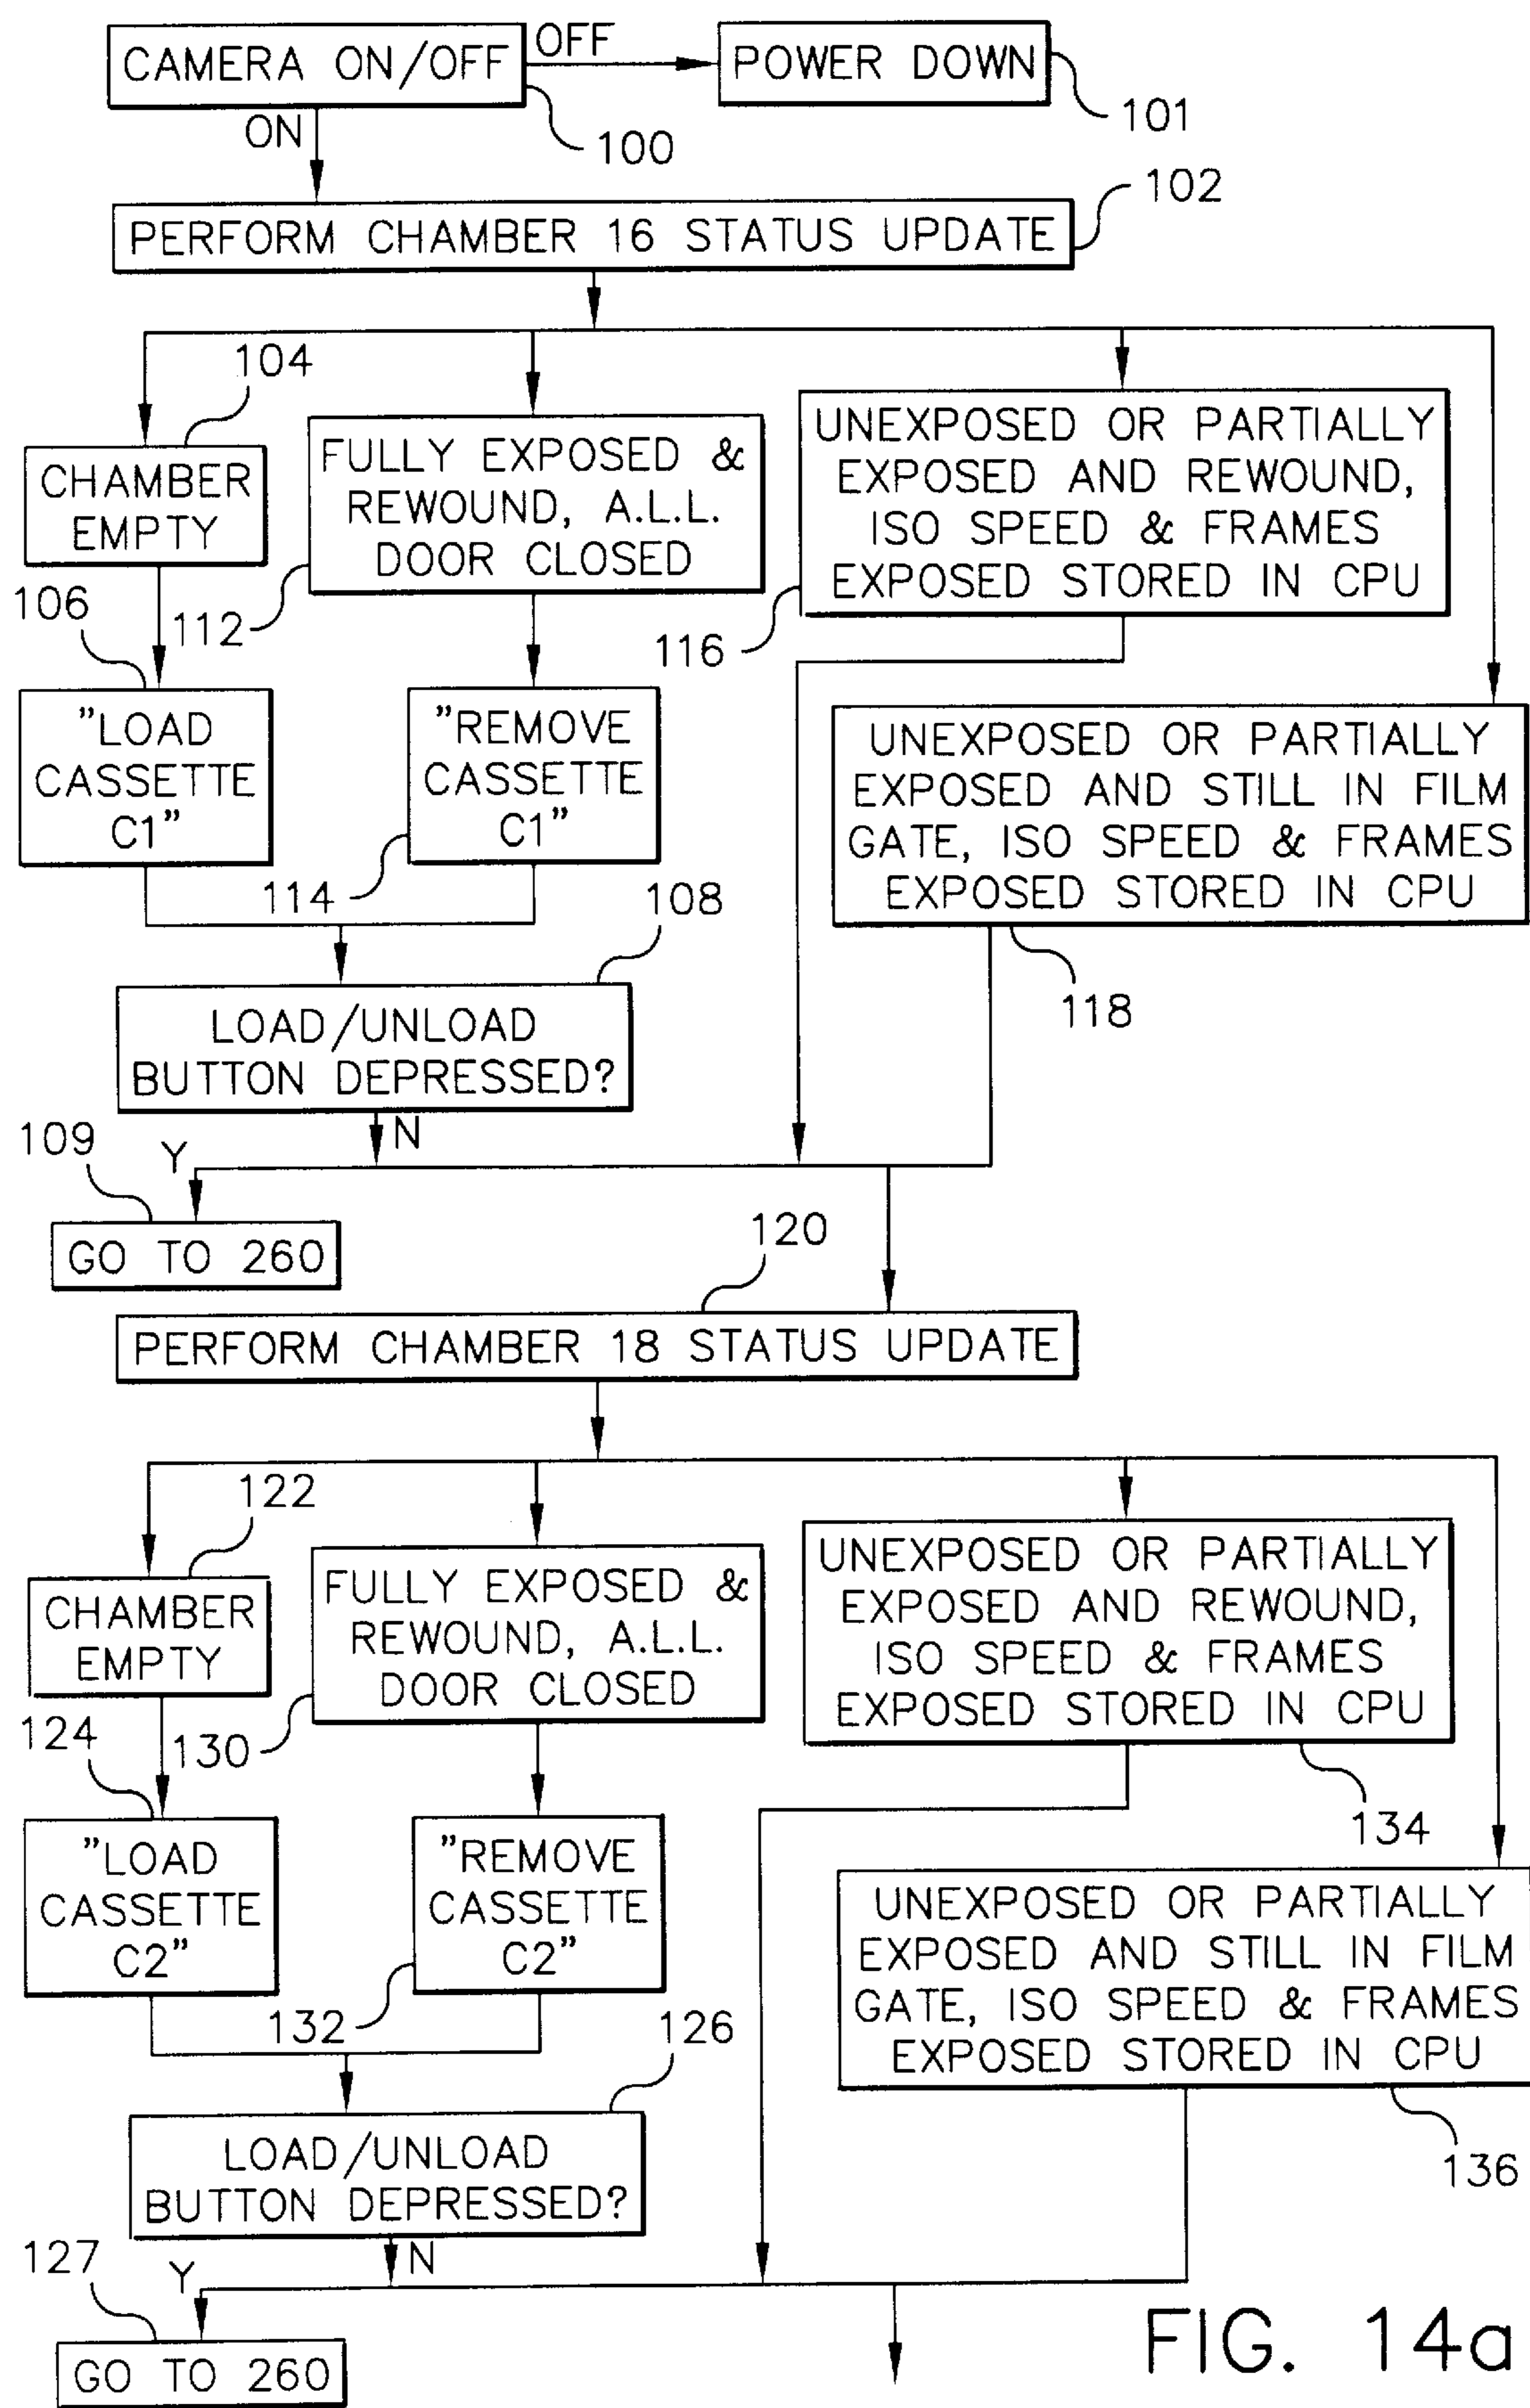 CAMERA ON/OFF
OFF
POWER DOWN
101
ON
100
102
PERFORM CHAMBER 16 STATUS UPDATE
104
CHAMBER
EMPTY
FULLY EXPOSED &
REWOUND, A.L.L.
DOOR CLOSED
UNEXPOSED OR PARTIALLY
EXPOSED AND REWOUND,
ISO SPEED & FRAMES
EXPOSED STORED IN CPU
106
112
116
"LOAD
CASSETTE
C1"
"REMOVE
CASSETTE
C1"
UNEXPOSED OR PARTIALLY
EXPOSED AND STILL IN FILM
GATE, ISO SPEED & FRAMES
EXPOSED STORED IN CPU
114
108
118
LOAD/UNLOAD
BUTTON DEPRESSED?
109
Y
N
GO TO 260
120
PERFORM CHAMBER 18 STATUS UPDATE
122
CHAMBER
EMPTY
FULLY EXPOSED &
REWOUND, A.L.L.
DOOR CLOSED
UNEXPOSED OR PARTIALLY
EXPOSED AND REWOUND,
ISO SPEED & FRAMES
EXPOSED STORED IN CPU
124
130
134
"LOAD
CASSETTE
C2"
"REMOVE
CASSETTE
C2"
UNEXPOSED OR PARTIALLY
EXPOSED AND STILL IN FILM
GATE, ISO SPEED & FRAMES
EXPOSED STORED IN CPU
132
126
136
LOAD/UNLOAD
BUTTON DEPRESSED?
127
Y
N
GO TO 260
FIG. 14a